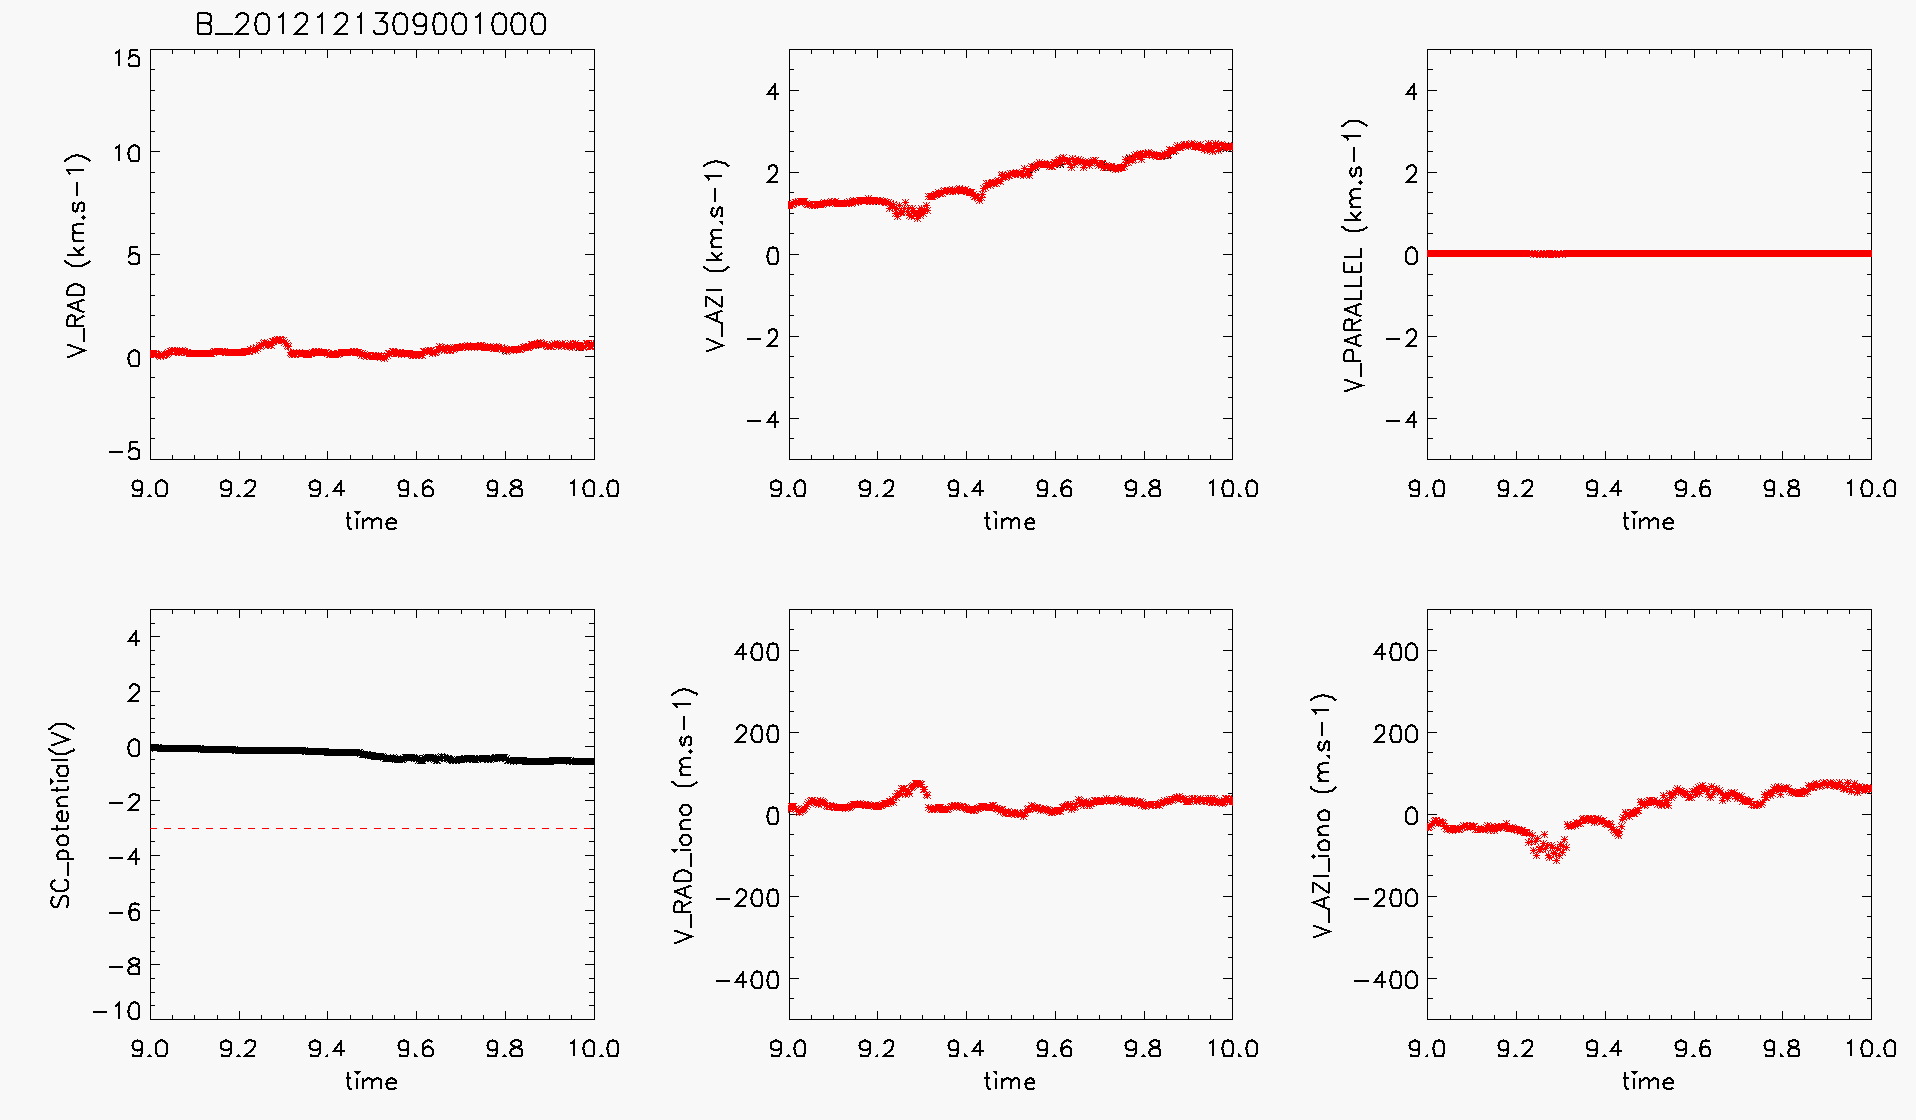 B_2012121309001000
15
10
5
0
-5
V_RAD (km.s-1)
9.0 9.2 9.4 9.6 9.8 10.0
time
4
2
0
-2
-4
V_AZI (km.s-1)
9.0 9.2 9.4 9.6 9.8 10.0
time
4
2
0
-2
-4
V_PARALLEL (km.s-1)
9.0 9.2 9.4 9.6 9.8 10.0
time
4
2
0
-2
-4
-6
-8
-10
SC_potential(V)
9.0 9.2 9.4 9.6 9.8 10.0
time
400
200
0
-200
-400
V_RAD_iono (m.s-1)
9.0 9.2 9.4 9.6 9.8 10.0
time
400
200
0
-200
-400
V_AZI_iono (m.s-1)
9.0 9.2 9.4 9.6 9.8 10.0
time